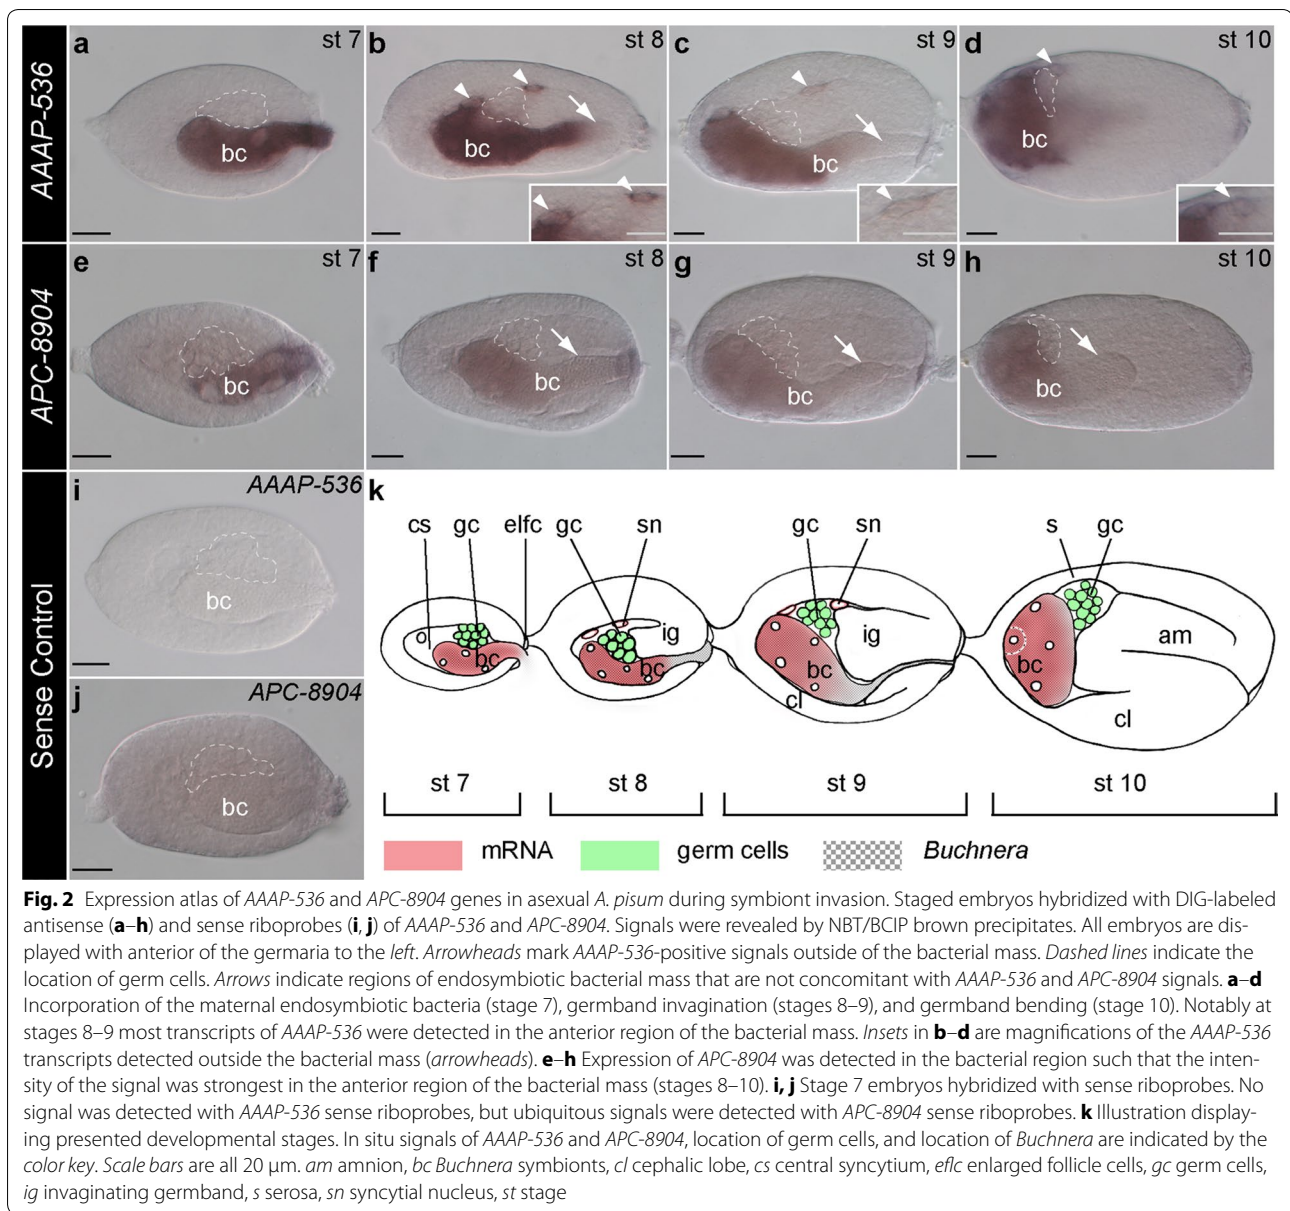 AAAP-536
a
st 7
bc
b
st 8
bc
c
st 9
bc
d
st 10
bc
APC-8904
e
st 7
bc
f
st 8
bc
g
st 9
bc
h
st 10
bc
Sense Control
i
AAAP-536
bc
j
APC-8904
bc
k
cs gc elfc gc sn gc sn s gc
bc
ig
bc
ig
bc
cl
am
bc
cl
st 7 st 8 st 9 st 10
mRNA germ cells Buchnera
Fig. 2 Expression atlas of AAAP-536 and APC-8904 genes in asexual A. pisum during symbiont invasion. Staged embryos hybridized with DIG-labeled
antisense (a–h) and sense riboprobes (i, j) of AAAP-536 and APC-8904. Signals were revealed by NBT/BCIP brown precipitates. All embryos are dis-
played with anterior of the germaria to the left. Arrowheads mark AAAP-536-positive signals outside of the bacterial mass. Dashed lines indicate the
location of germ cells. Arrows indicate regions of endosymbiotic bacterial mass that are not concomitant with AAAP-536 and APC-8904 signals. a–d
Incorporation of the maternal endosymbiotic bacteria (stage 7), germband invagination (stages 8–9), and germband bending (stage 10). Notably at
stages 8–9 most transcripts of AAAP-536 were detected in the anterior region of the bacterial mass. Insets in b–d are magnifications of the AAAP-536
transcripts detected outside the bacterial mass (arrowheads). e–h Expression of APC-8904 was detected in the bacterial region such that the inten-
sity of the signal was strongest in the anterior region of the bacterial mass (stages 8–10). i, j Stage 7 embryos hybridized with sense riboprobes. No
signal was detected with AAAP-536 sense riboprobes, but ubiquitous signals were detected with APC-8904 sense riboprobes. k Illustration display-
ing presented developmental stages. In situ signals of AAAP-536 and APC-8904, location of germ cells, and location of Buchnera are indicated by the
color key. Scale bars are all 20 μm. am amnion, bc Buchnera symbionts, cl cephalic lobe, cs central syncytium, eflc enlarged follicle cells, gc germ cells,
ig invaginating germband, s serosa, sn syncytial nucleus, st stage